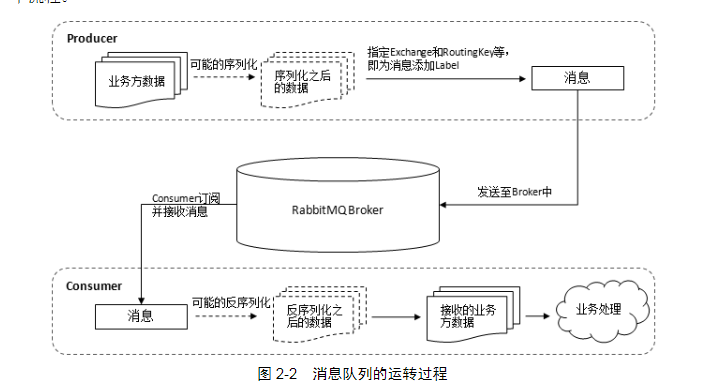 Producer
业务方数据
可能的序列化
序列化之后
的数据
指定Exchange和RoutingKey等,
即为消息添加Label
消息
Consumer订阅
并接收消息
RabbitMQBroker
发送至Broker中
Consumer
消息
可能的反序列化
反序列化之
后的数据
接收的业务
方数据
业务处理
图 2-2 消息队列的运转过程